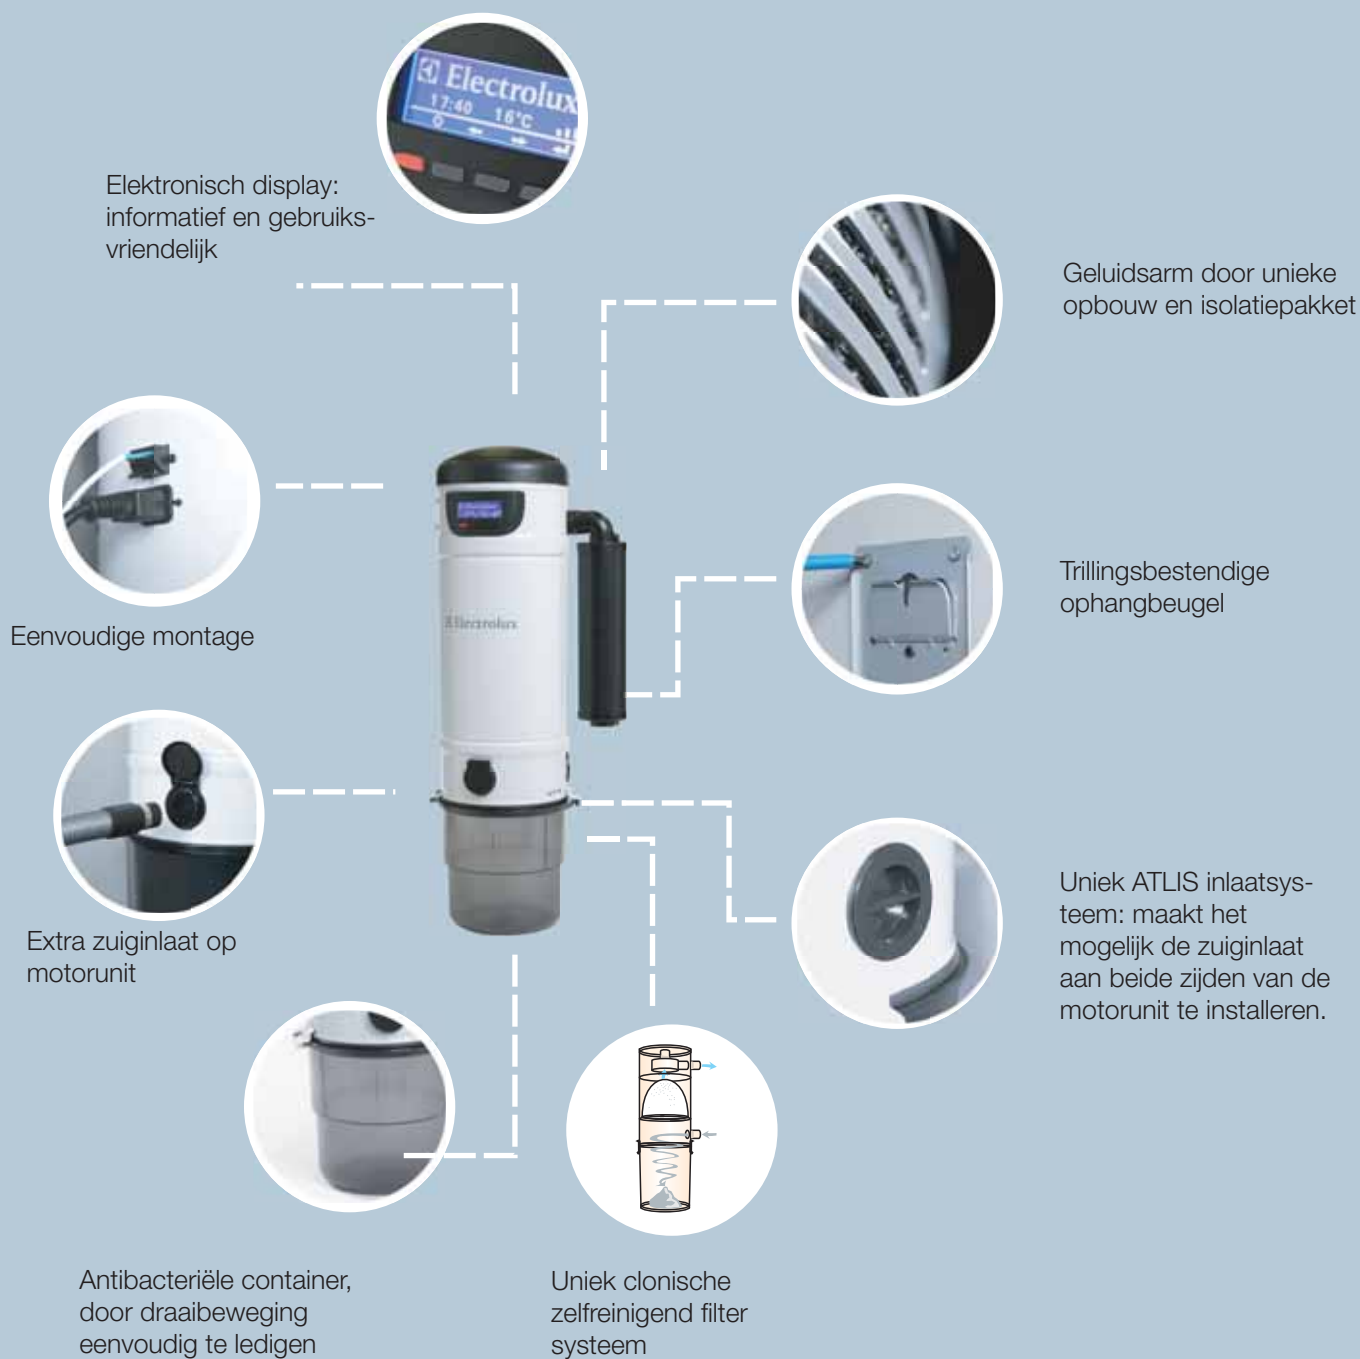 Electrolux
17:40 16°C
Elektronisch display:
informatief en gebruiks-
vriendelijk
Geluidsarm door unieke
opbouw en isolatiepakket
Eenvoudige montage
Electrolux
Trillingsbestendige
ophangbeugel
Extra zuiginlaat op
motorunit
Uniek ATLIS inlaatsys-
teem: maakt het
mogelijk de zuiginlaat
aan beide zijden van de
motorunit te installeren.
Antibacteriële container,
door draaibeweging
eenvoudig te ledigen
Uniek clonische
zelfreinigend filter
systeem